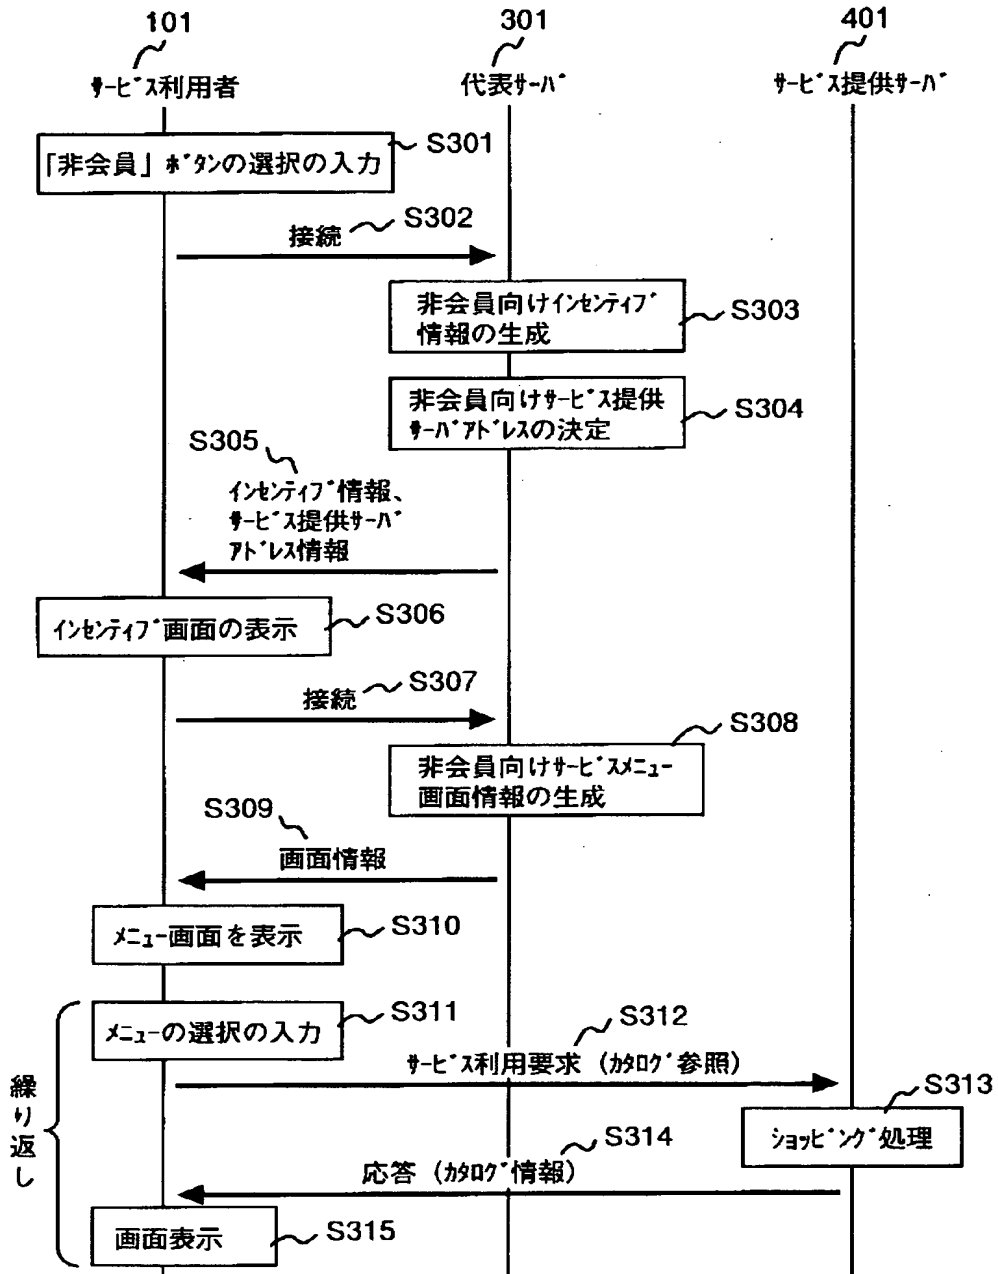 101
301
401
ｻｰﾋﾞｽ利用者
代表ｻｰﾊﾞ
ｻｰﾋﾞｽ提供ｻｰﾊﾞ
「非会員」ﾎﾞﾀﾝの選択の入力
S301
接続
S302
非会員向けｲﾝｾﾝﾃｨﾌﾞ
情報の生成
S303
非会員向けｻｰﾋﾞｽ提供
ｻｰﾊﾞｱﾄﾞﾚｽの決定
S304
S305
ｲﾝｾﾝﾃｨﾌﾞ情報、
ｻｰﾋﾞｽ提供ｻｰﾊﾞ
ｱﾄﾞﾚｽ情報
ｲﾝｾﾝﾃｨﾌﾞ画面の表示
S306
接続
S307
S308
非会員向けｻｰﾋﾞｽﾒﾆｭｰ
画面情報の生成
S309
画面情報
ﾒﾆｭｰ画面を表示
S310
繰り返し
ﾒﾆｭｰの選択の入力
S311
S312
ｻｰﾋﾞｽ利用要求 (ｶﾀﾛｸﾞ参照)
S313
ｼｮｯﾋﾟﾝｸﾞ処理
S314
応答 (ｶﾀﾛｸﾞ情報)
画面表示
S315